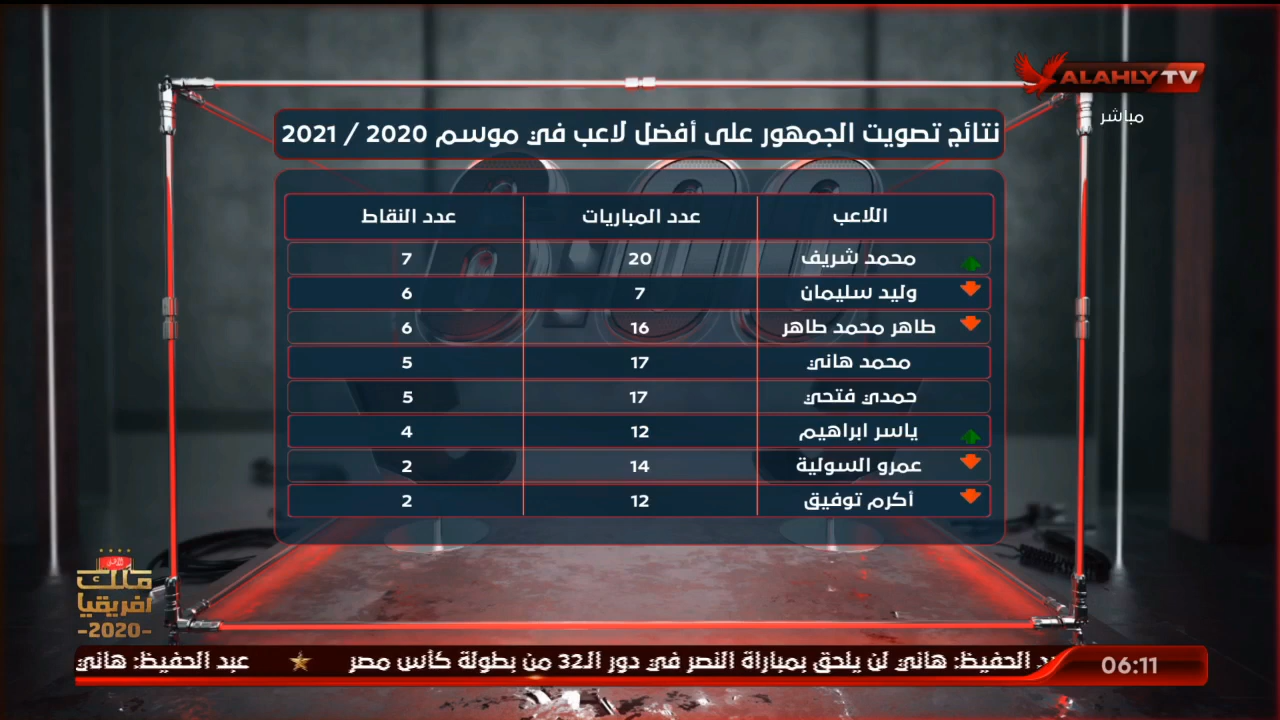 ALAHLY TV
مباشر
نتائج تصويت الجمهور على أفضل لاعب في موسم 2020 / 2021
اللاعب عدد المباريات عدد النقاط
محمد شريف 20 7
وليد سليمان 7 6
طاهر محمد طاهر 16 6
محمد هاني 17 5
حمدي فتحي 17 5
ياسر ابراهيم 12 4
عمرو السولية 14 2
أكرم توفيق 12 2
الأهلي
ملك
افريقيا
-2020-
06:11 الحفيظ: هاني لن يلحق بمباراة النصر في دور الـ32 من بطولة كأس مصر عبد الحفيظ: هاني